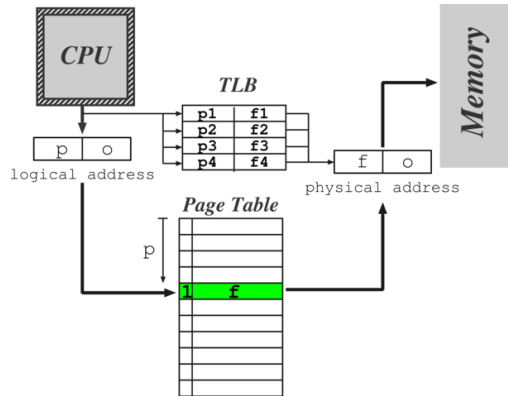 CPU
Memory
TLB
p1 f1
p2 f2
p3 f3
p4 f4
p o
logical address
f o
physical address
Page Table
p
1 f